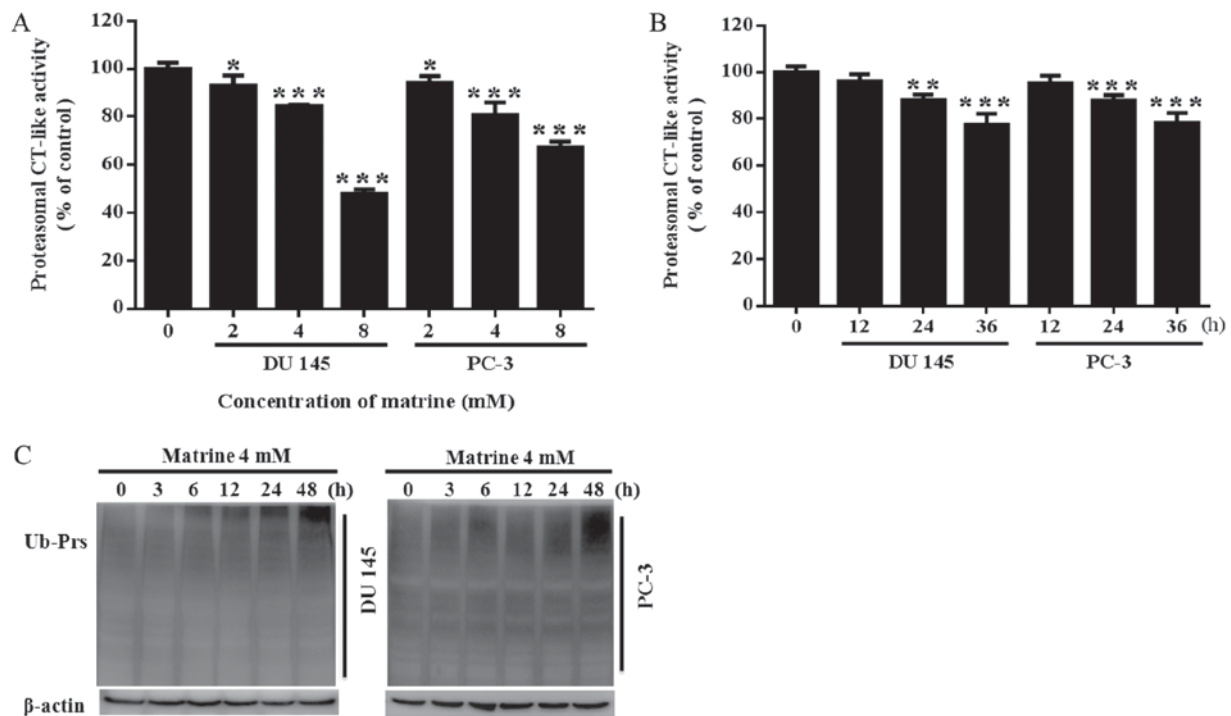 A
Proteasomal CT-like activity
( % of control)
120
100
80
60
40
20
0
*
* * *
* * *
*
* * *
* * *
0 2 4 8 2 4 8
DU 145 PC-3
Concentration of matrine (mM)
B
Proteasomal CT-like activity
( % of control)
120
100
80
60
40
20
0
* *
* * *
* * *
* * *
0 12 24 36 12 24 36 (h)
DU 145 PC-3
C
Matrine 4 mM
0 3 6 12 24 48 (h)
Ub-Prs
DU 145
Matrine 4 mM
0 3 6 12 24 48 (h)
PC-3
β-actin